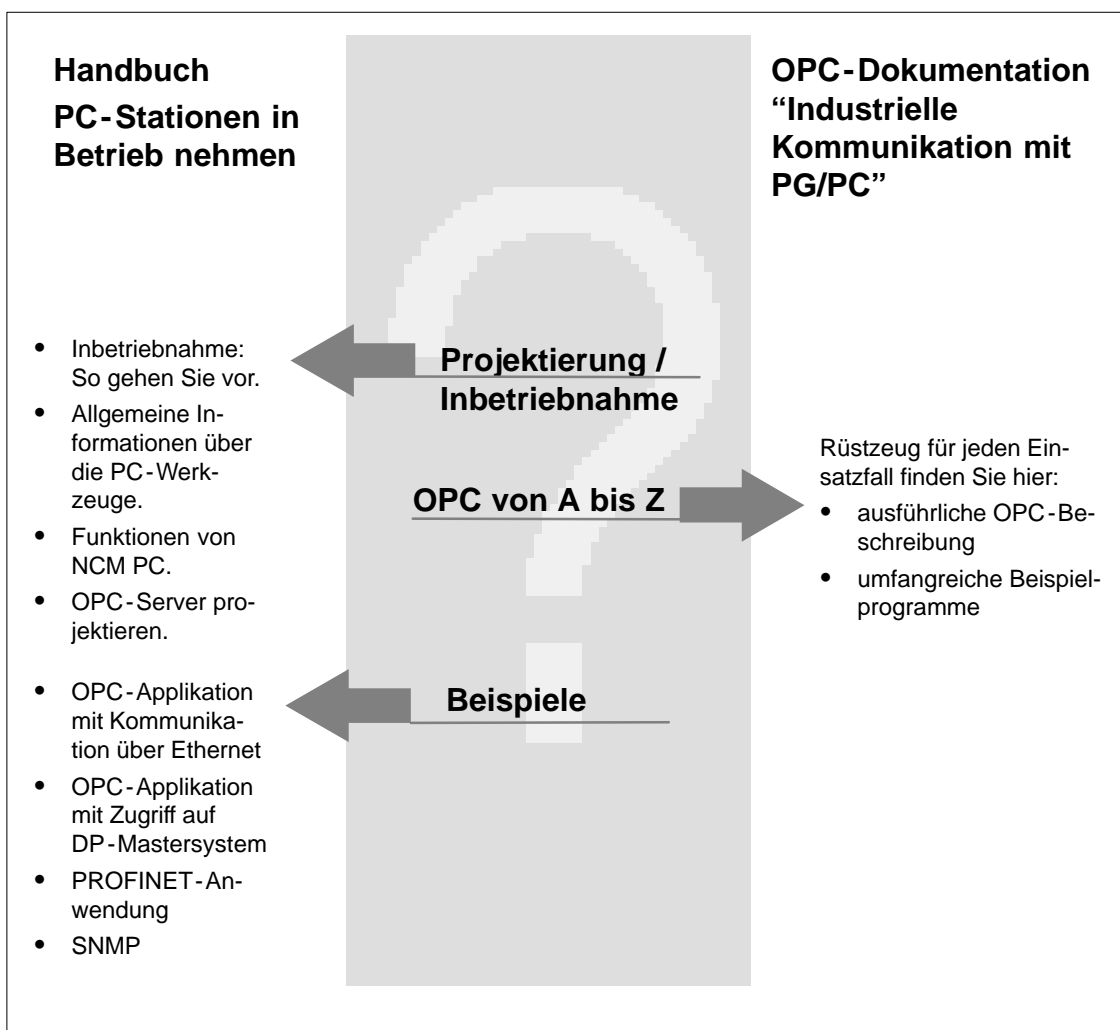 Handbuch
PC-Stationen in
Betrieb nehmen
OPC-Dokumentation
“Industrielle
Kommunikation mit
PG/PC”
Projektierung /
Inbetriebnahme
• Inbetriebnahme:
So gehen Sie vor.
• Allgemeine In-
formationen über
die PC-Werk-
zeuge.
• Funktionen von
NCM PC.
• OPC-Server pro-
jektieren.
OPC von A bis Z
Rüstzeug für jeden Ein-
satzfall finden Sie hier:
• ausführliche OPC-Be-
schreibung
• umfangreiche Beispiel-
programme
Beispiele
• OPC-Applikation
mit Kommunika-
tion über Ethernet
• OPC-Applikation
mit Zugriff auf
DP-Mastersystem
• PROFINET-An-
wendung
• SNMP